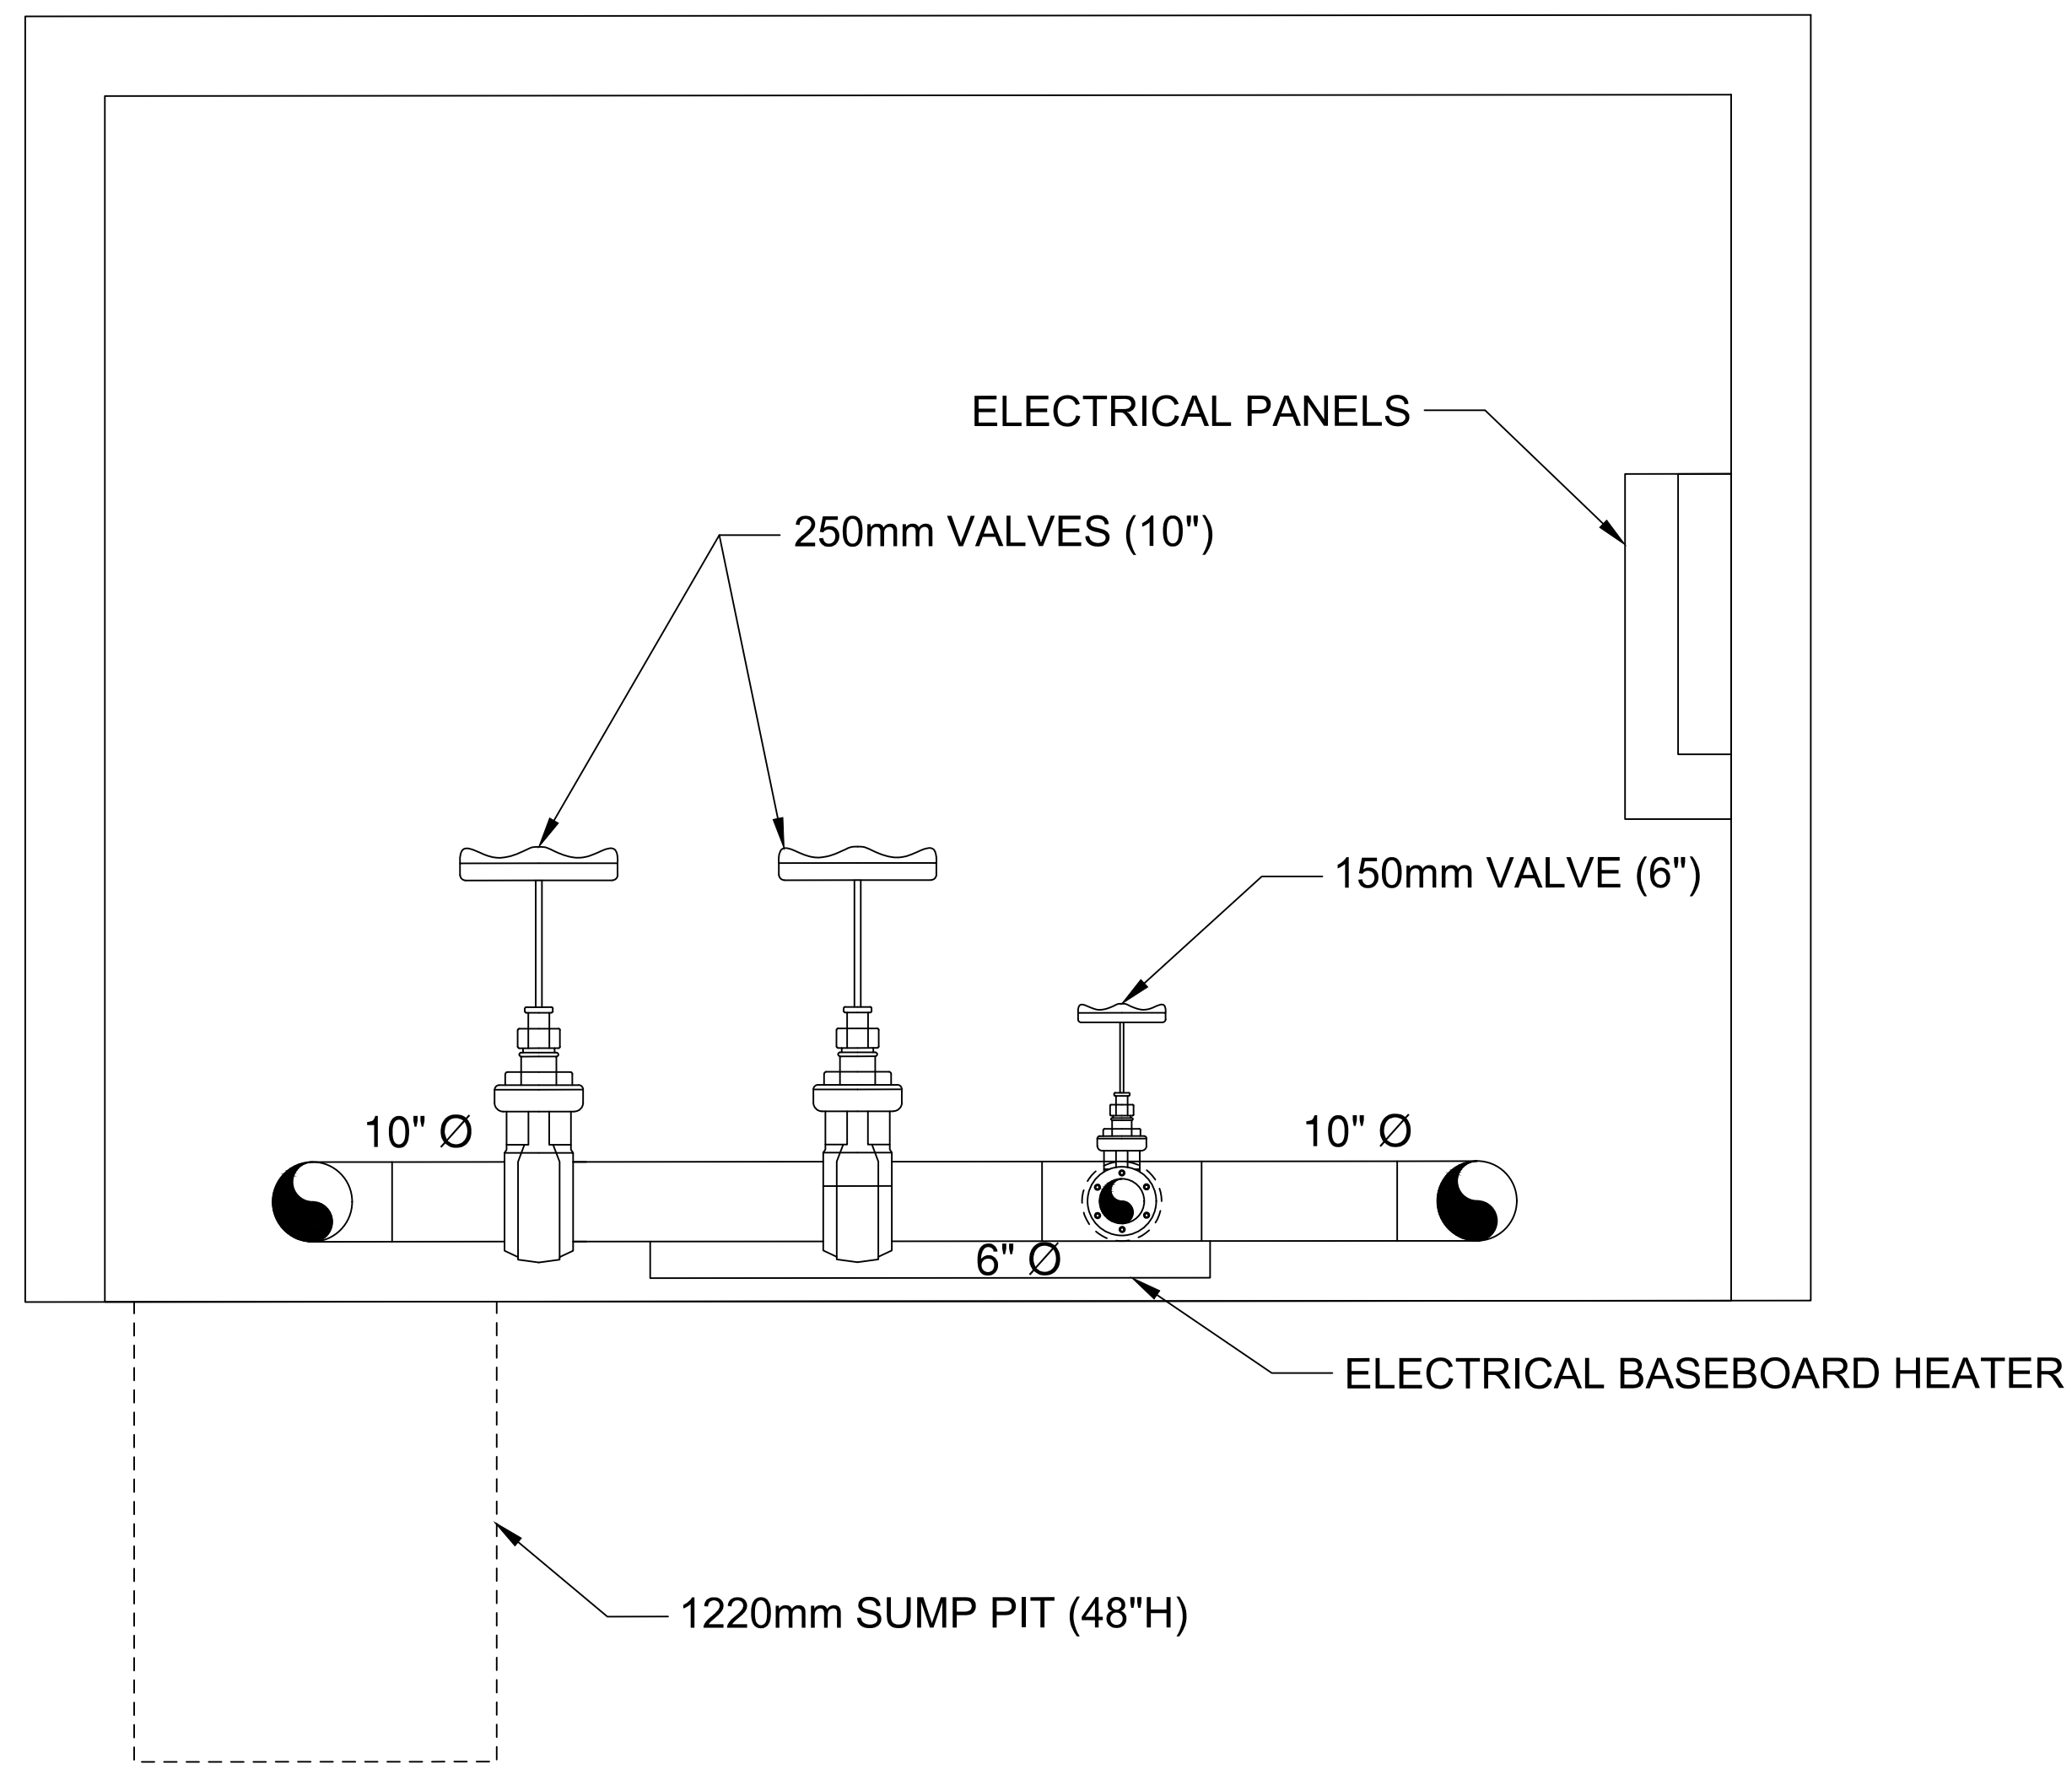 ELECTRICAL PANELS
250mm VALVES (10")
150mm VALVE (6")
10" Ø
10" Ø
6" Ø
ELECTRICAL BASEBOARD HEATER
1220mm SUMP PIT (48"H)